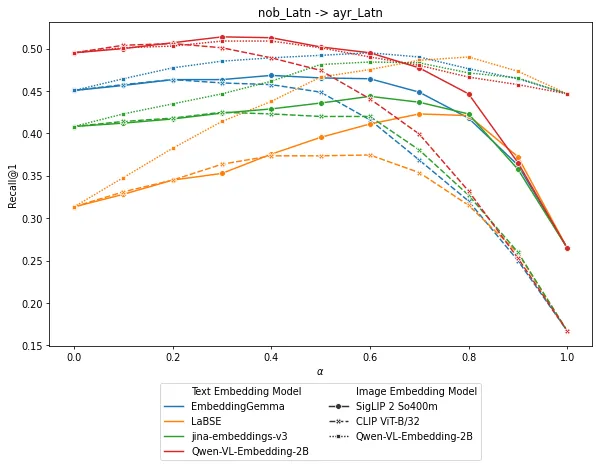 nob_Latn -> ayr_Latn
Recall@1
0.50
0.45
0.40
0.35
0.30
0.25
0.20
0.15
0.0 0.2 0.4 0.6 0.8 1.0
α
Text Embedding Model Image Embedding Model
EmbeddingGemma SigLIP 2 So400m
LaBSE CLIP ViT-B/32
jina-embeddings-v3 Qwen-VL-Embedding-2B
Qwen-VL-Embedding-2B